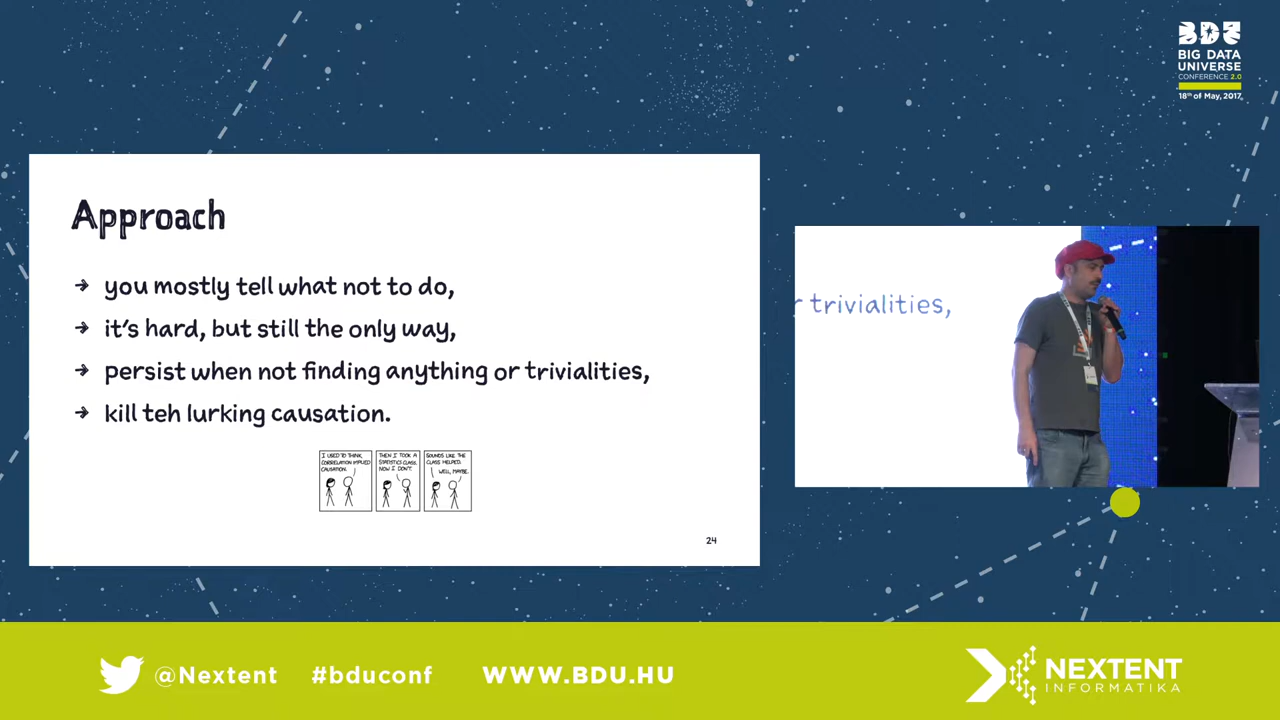 BDU
BIG DATA
UNIVERSE
CONFERENCE 2.0
18th of May, 2017
Approach
→ you mostly tell what not to do,
→ it's hard, but still the only way,
→ persist when not finding anything or trivialities,
→ kill teh lurking causation.
I USED TO THINK
CORRELATION IMPLIED
CAUSATION.
THEN I TOOK A
STATISTICS CLASS.
NOW I DON'T.
SOUNDS LIKE THE
CLASS HELPED.
WELL, MAYBE.
24
r trivialities,
@Nextent
#bduconf
WWW.BDU.HU
NEXTENT
INFORMATIKA